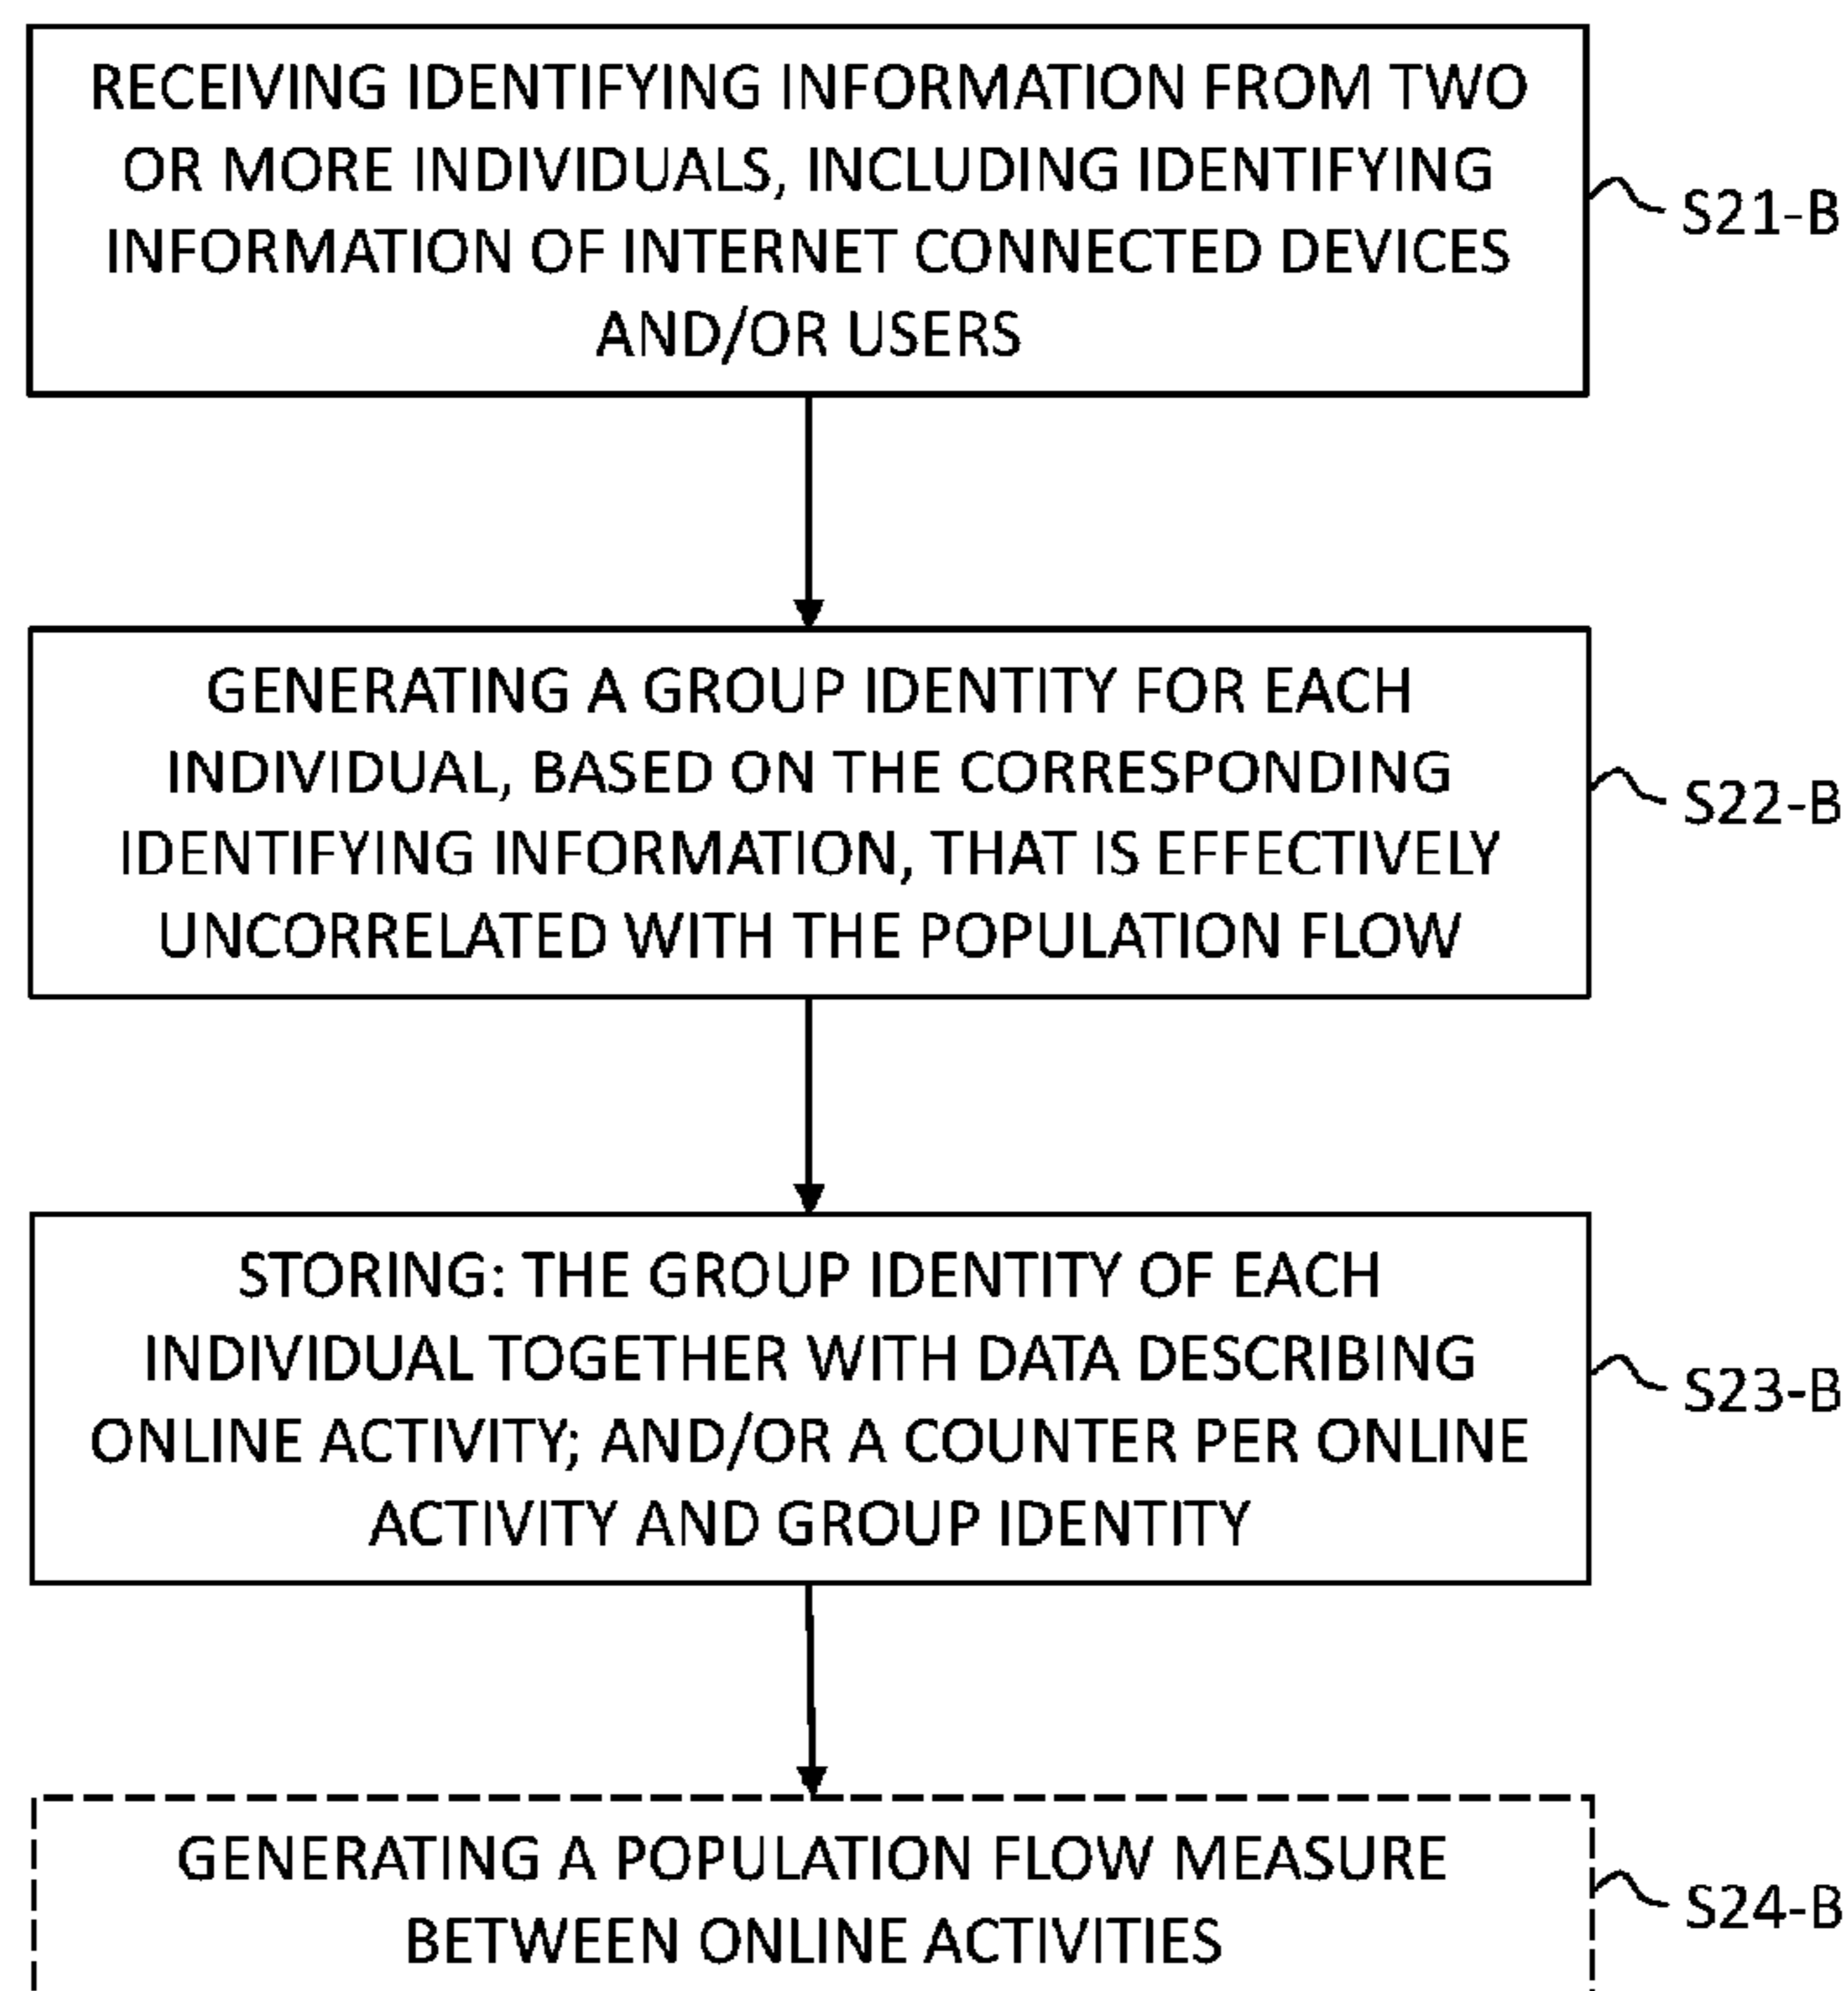 RECEIVING IDENTIFYING INFORMATION FROM TWO
OR MORE INDIVIDUALS, INCLUDING IDENTIFYING
INFORMATION OF INTERNET CONNECTED DEVICES
AND/OR USERS
S21-B
GENERATING A GROUP IDENTITY FOR EACH
INDIVIDUAL, BASED ON THE CORRESPONDING
IDENTIFYING INFORMATION, THAT IS EFFECTIVELY
UNCORRELATED WITH THE POPULATION FLOW
S22-B
STORING: THE GROUP IDENTITY OF EACH
INDIVIDUAL TOGETHER WITH DATA DESCRIBING
ONLINE ACTIVITY; AND/OR A COUNTER PER ONLINE
ACTIVITY AND GROUP IDENTITY
S23-B
GENERATING A POPULATION FLOW MEASURE
BETWEEN ONLINE ACTIVITIES
S24-B